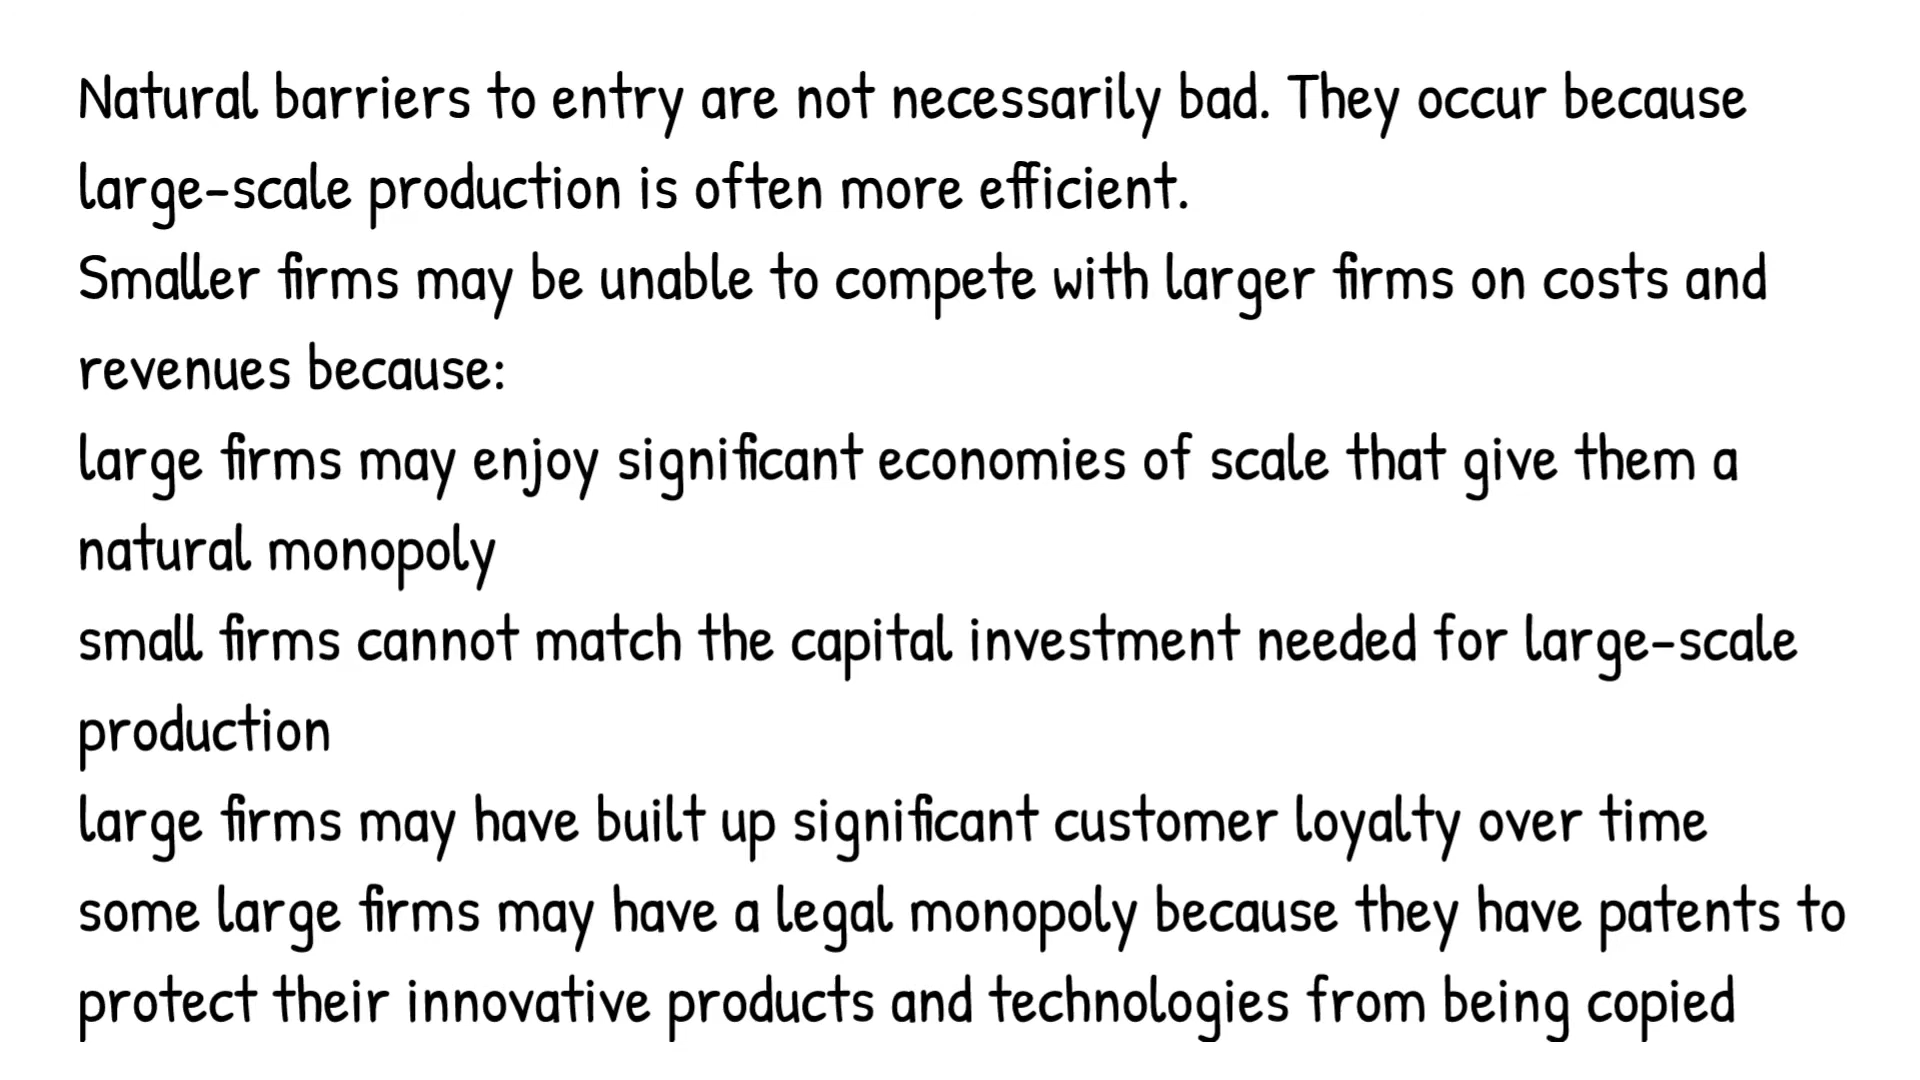 Natural barriers to entry are not necessarily bad. They occur because
large-scale production is often more efficient.
Smaller firms may be unable to compete with larger firms on costs and
revenues because:
large firms may enjoy significant economies of scale that give them a
natural monopoly
small firms cannot match the capital investment needed for large-scale
production
large firms may have built up significant customer loyalty over time
some large firms may have a legal monopoly because they have patents to
protect their innovative products and technologies from being copied